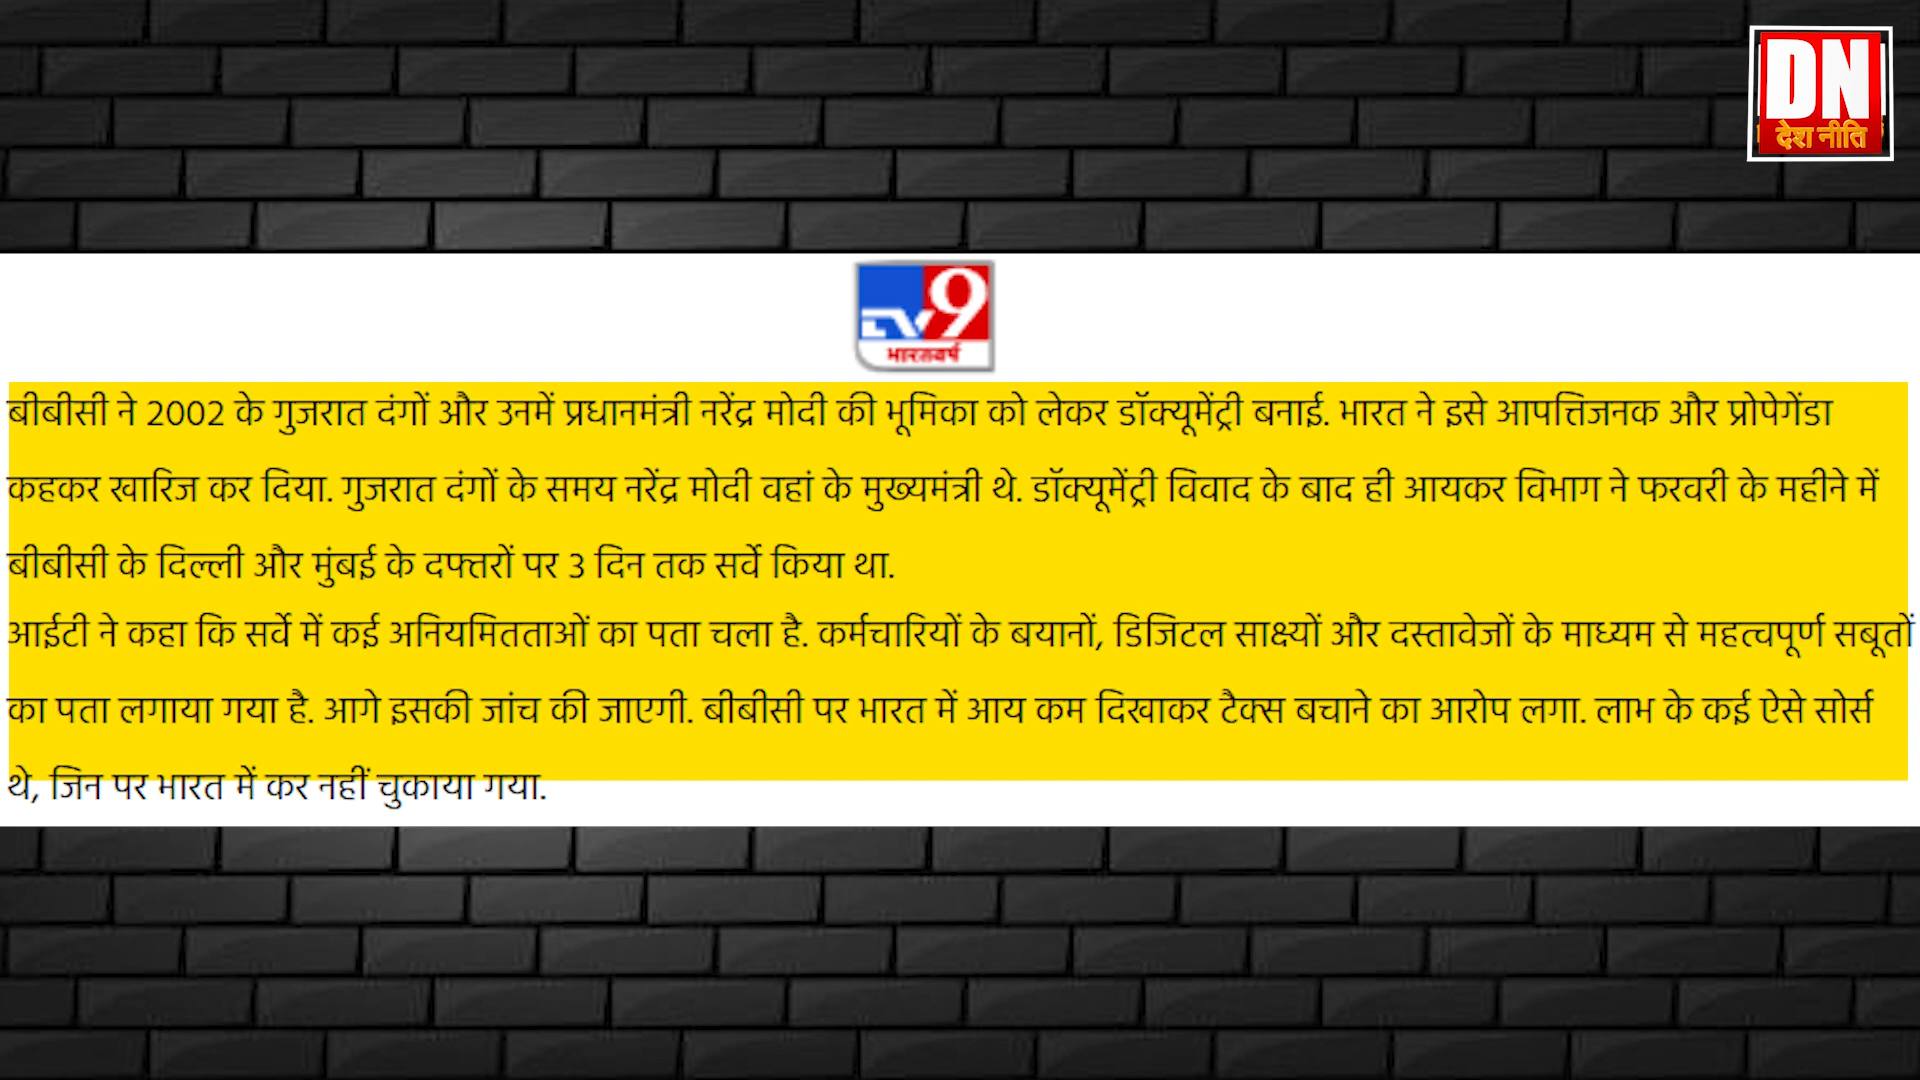 DN
देश नीति
TV9
भारतवर्ष
बीबीसी ने 2002 के गुजरात दंगों और उनमें प्रधानमंत्री नरेंद्र मोदी की भूमिका को लेकर डॉक्यूमेंट्री बनाई. भारत ने इसे आपत्तिजनक और प्रोपेगेंडा
कहकर खारिज कर दिया. गुजरात दंगों के समय नरेंद्र मोदी वहां के मुख्यमंत्री थे. डॉक्यूमेंट्री विवाद के बाद ही आयकर विभाग ने फरवरी के महीने में
बीबीसी के दिल्ली और मुंबई के दफ्तरों पर 3 दिन तक सर्वे किया था.
आईटी ने कहा कि सर्वे में कई अनियमितताओं का पता चला है. कर्मचारियों के बयानों, डिजिटल साक्ष्यों और दस्तावेजों के माध्यम से महत्वपूर्ण सबूतों
का पता लगाया गया है. आगे इसकी जांच की जाएगी. बीबीसी पर भारत में आय कम दिखाकर टैक्स बचाने का आरोप लगा. लाभ के कई ऐसे सोर्स
थे, जिन पर भारत में कर नहीं चुकाया गया.